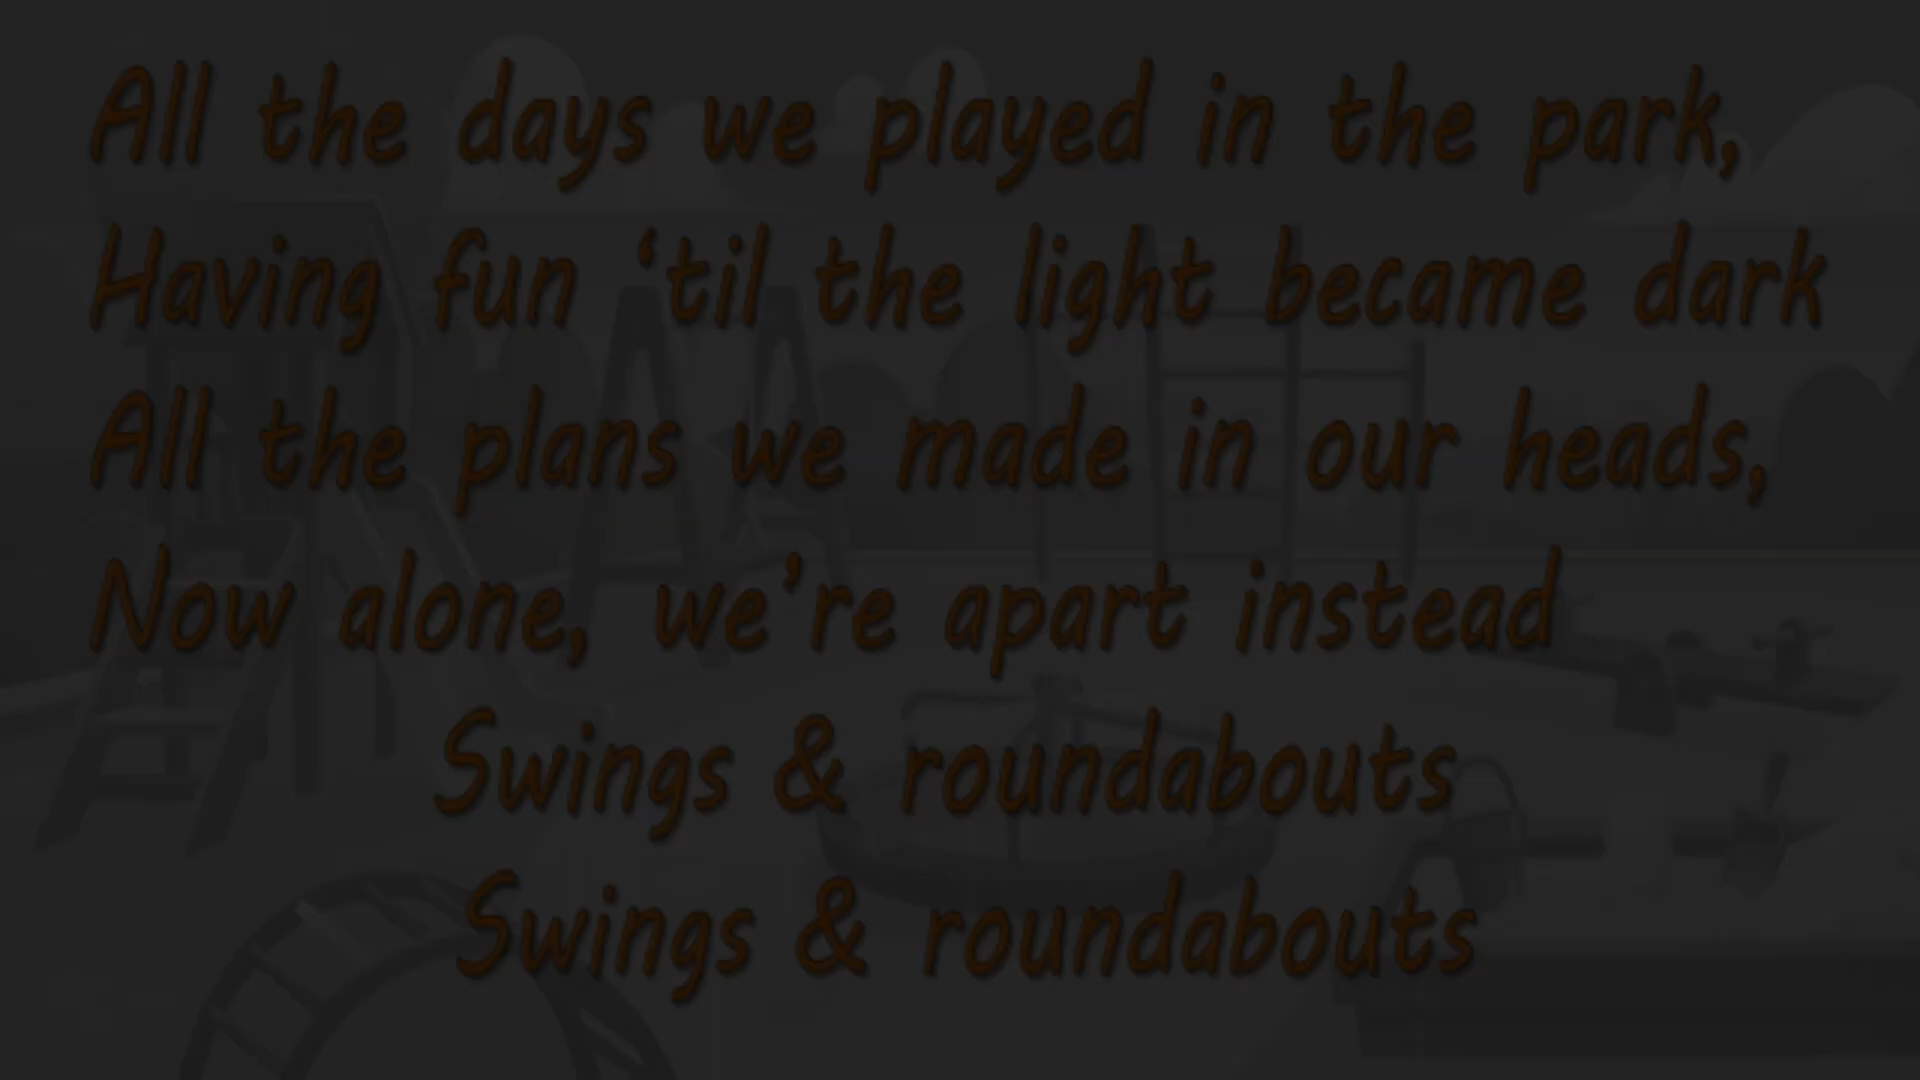 All the days we played in the park,
Having fun ‘til the light became dark
All the plans we made in our heads,
Now alone, we’re apart instead
Swings & roundabouts
Swings & roundabouts